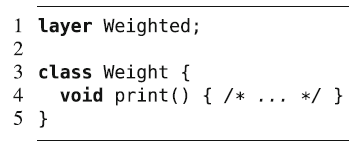 1 layer Weighted;
2
3 class Weight {
4   void print() { /* ... */ }
5 }